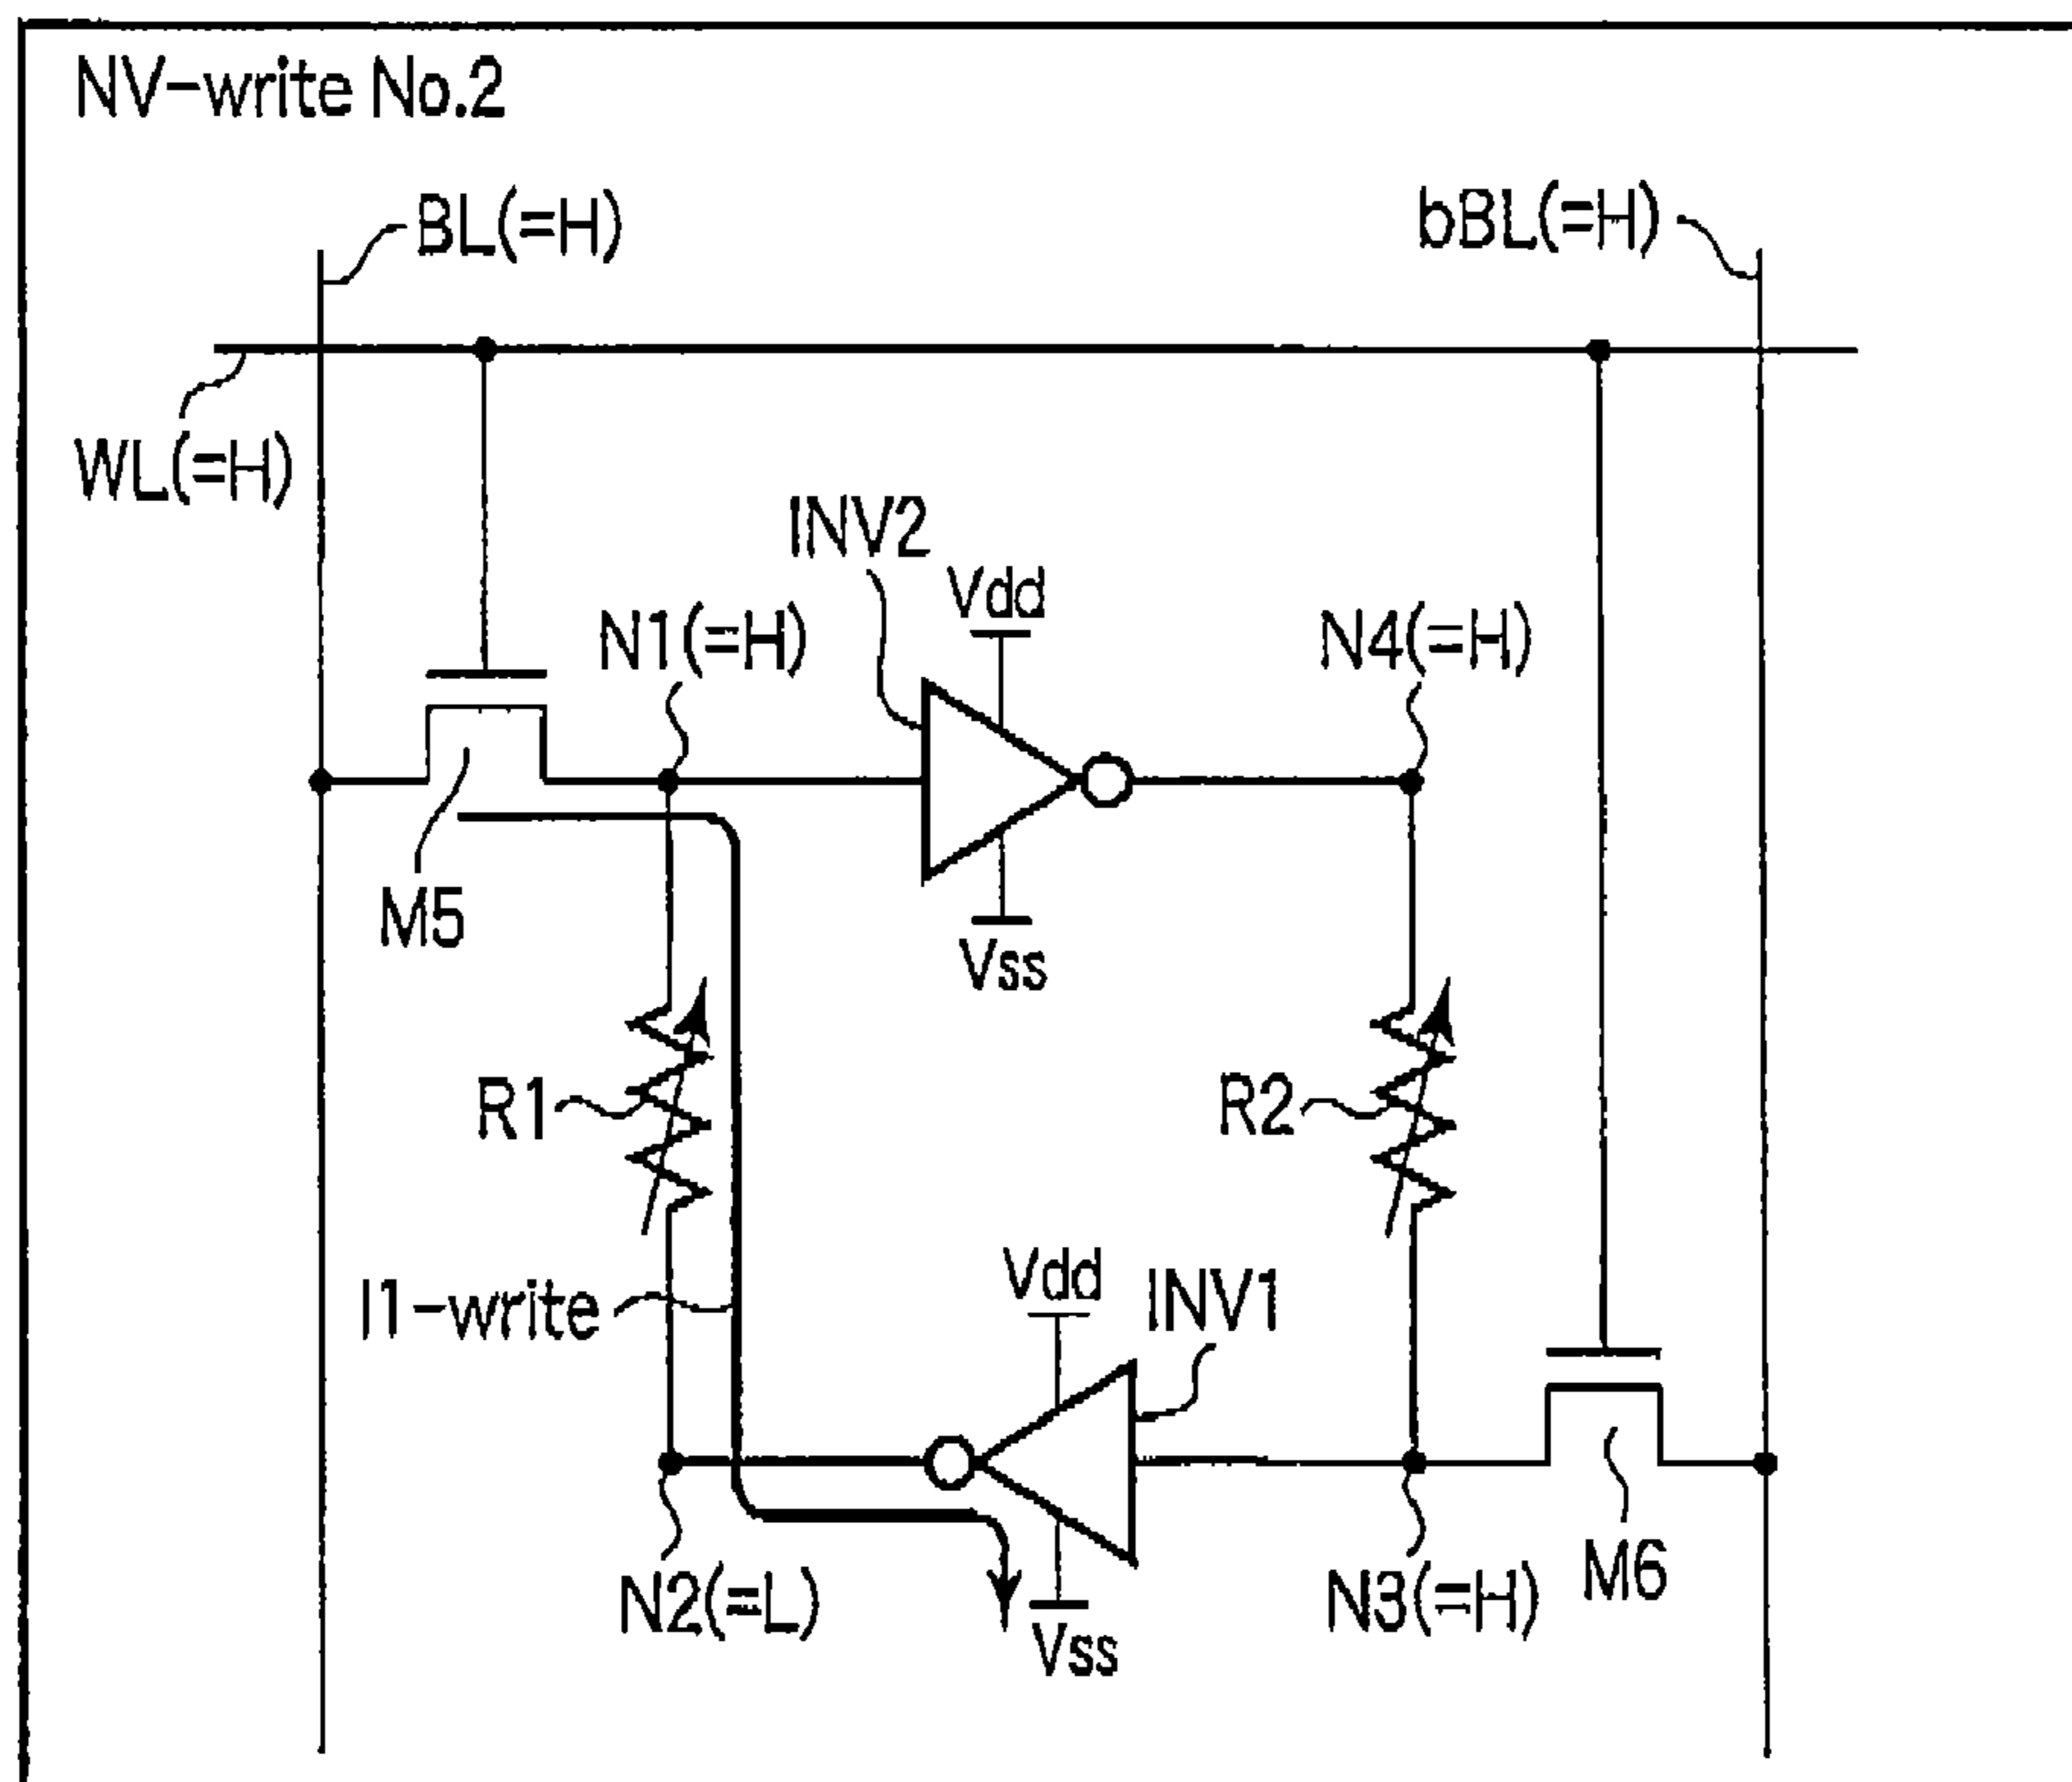 NV-write No.2
BL(=H)
bBL(=H)
WL(=H)
INV2
Vdd
N1(=H)
N4(=H)
M5
Vss
R1
R2
I1-write
Vdd
INV1
N2(=L)
Vss
N3(=H)
M6